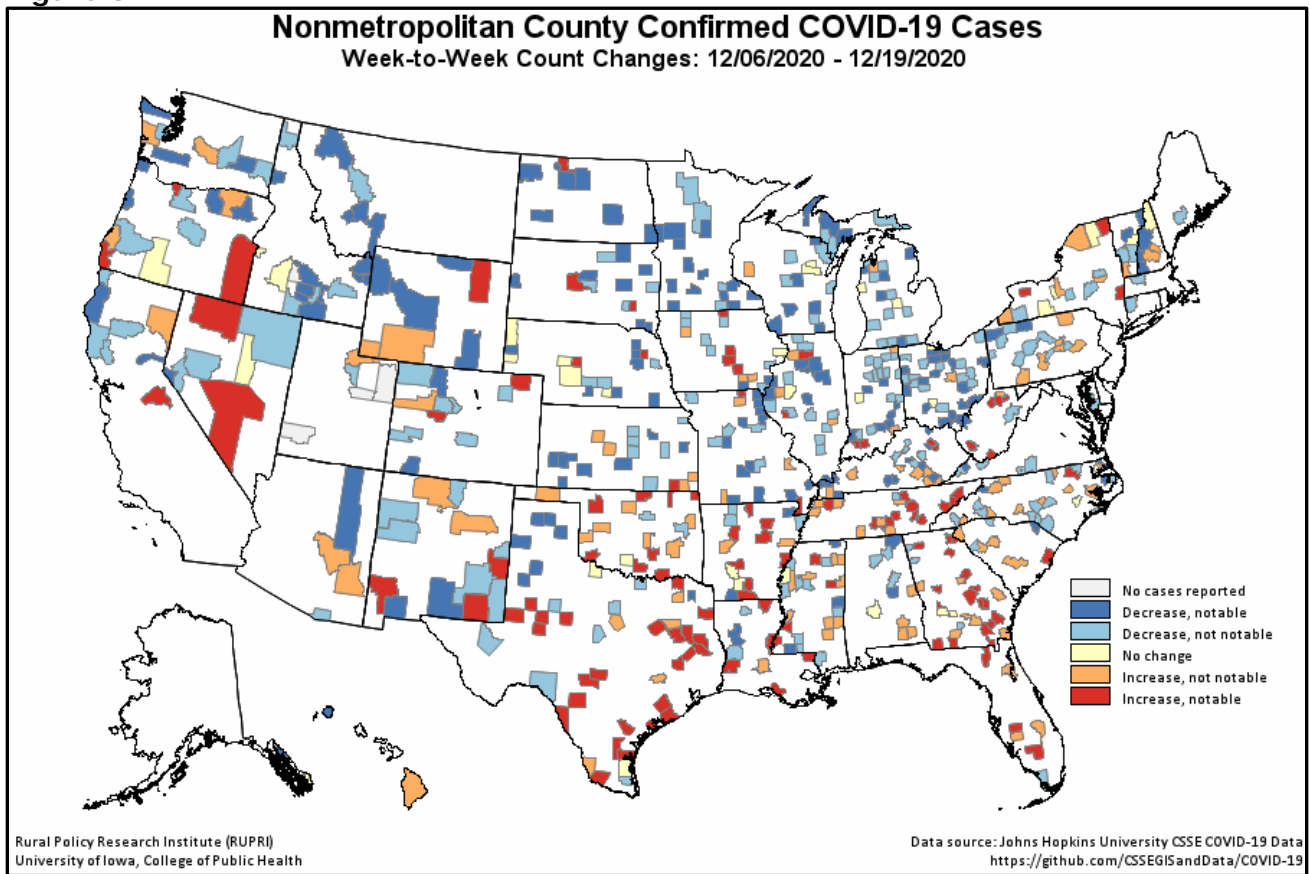 Nonmetropolitan County Confirmed COVID-19 Cases
Week-to-Week Count Changes: 12/06/2020 - 12/19/2020
No cases reported
Decrease, notable
Decrease, not notable
No change
Increase, not notable
Increase, notable
Rural Policy Research Institute (RUPRI)
University of Iowa, College of Public Health
Data source: Johns Hopkins University CSSE COVID-19 Data
https://github.com/CSSEGISandData/COVID-19